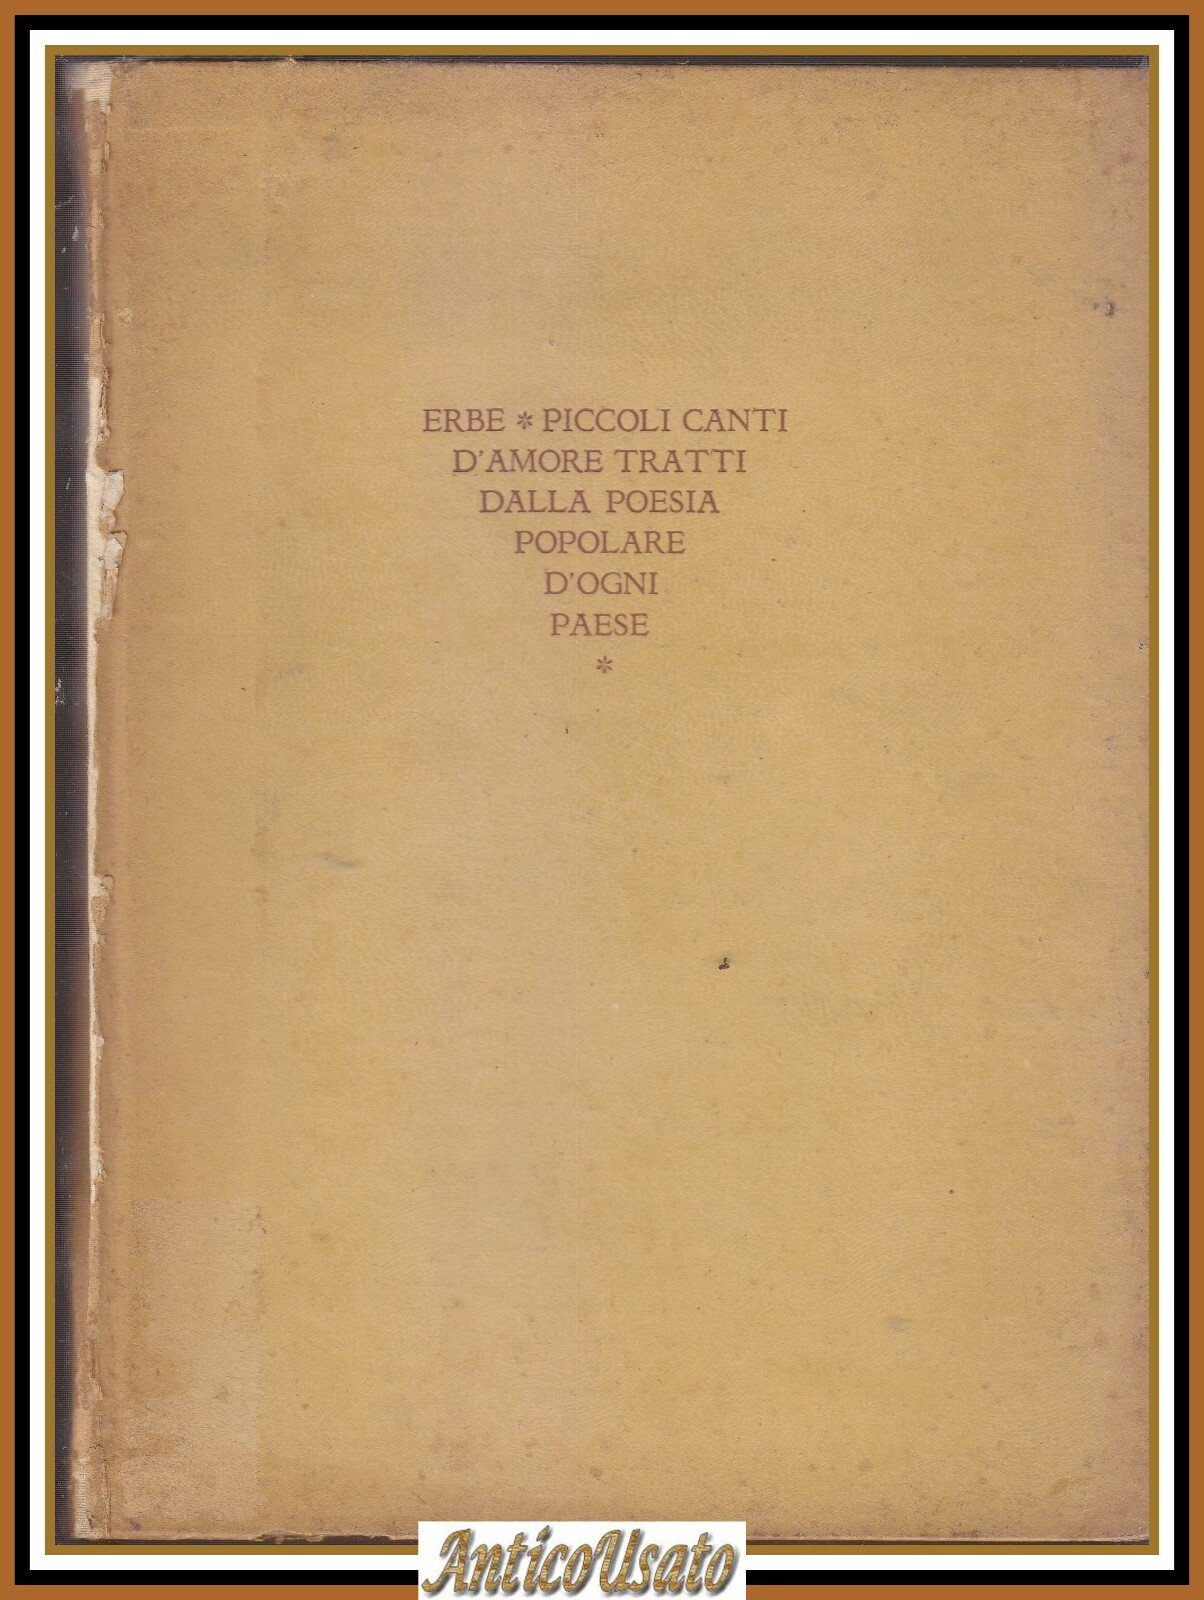 ERBE * PICCOLI CANTI
D'AMORE TRATTI
DALLA POESIA
POPOLARE
D'OGNI
PAESE
*
AnticoUsato